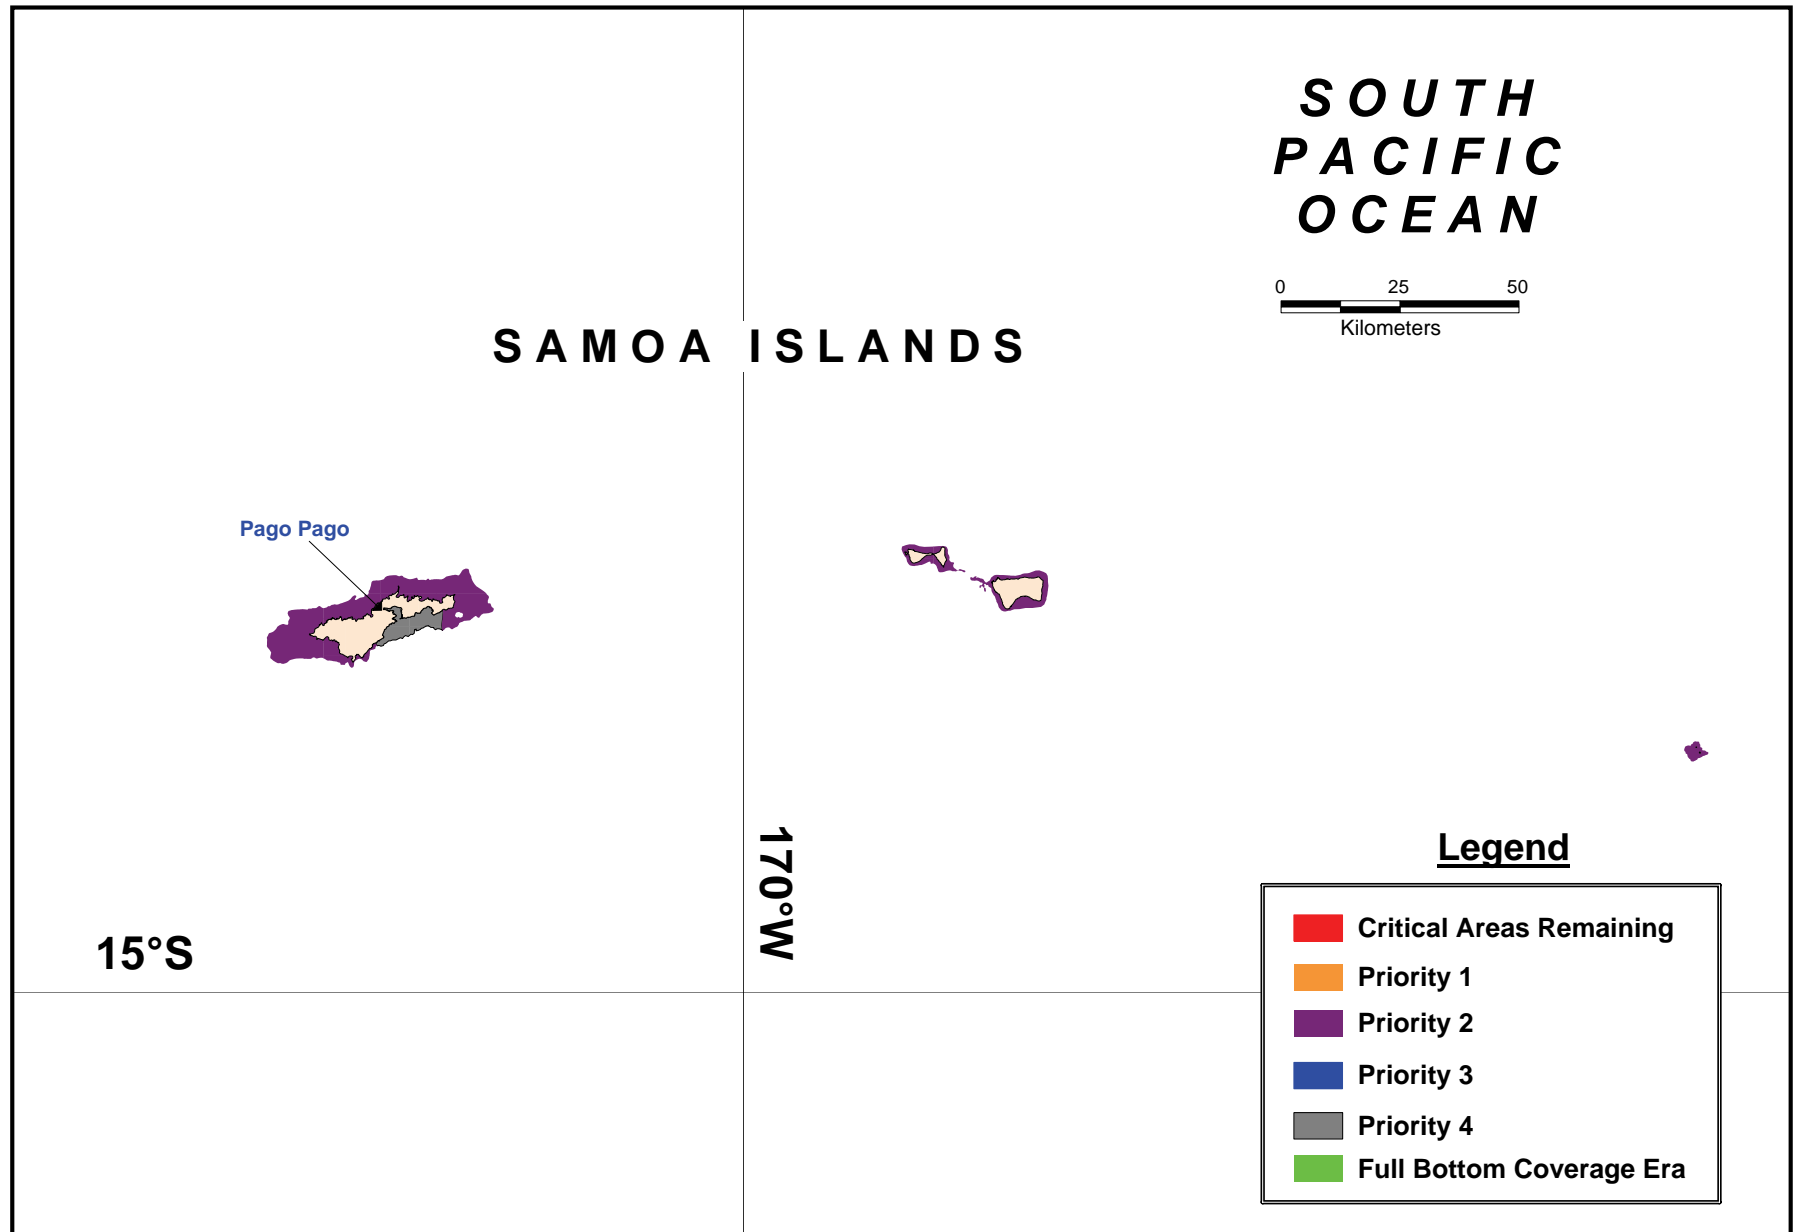 SOUTH
PACIFIC
OCEAN
0 25 50
Kilometers
SAMOA ISLANDS
Pago Pago
170°W
15°S
Legend
Critical Areas Remaining
Priority 1
Priority 2
Priority 3
Priority 4
Full Bottom Coverage Era